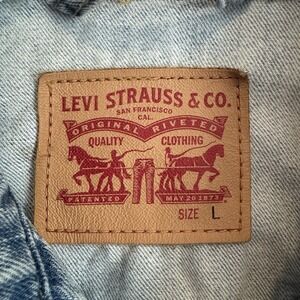 LEVI STRAUSS & CO.
SAN FRANCISCO
CAL.
ORIGINAL RIVETED
QUALITY CLOTHING
PATENTED MAY 20 1873
SIZE L